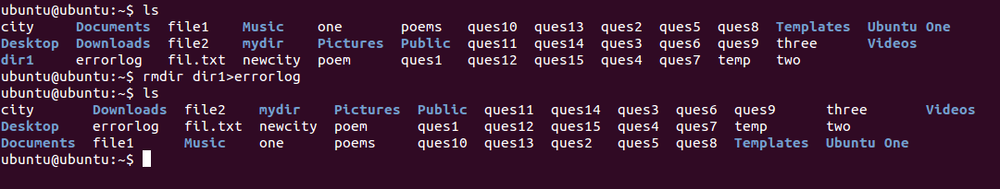 ubuntu@ubuntu:~$ ls
city Documents file1 Music one poems ques10 ques13 ques2 ques5 ques8 Templates Ubuntu One
Desktop Downloads file2 mydir Pictures Public ques11 ques14 ques3 ques6 ques9 three Videos
dir1 errorlog fil.txt newcity poem ques1 ques12 ques15 ques4 ques7 temp two
ubuntu@ubuntu:~$ rmdir dir1>errorlog
ubuntu@ubuntu:~$ ls
city Downloads file2 mydir Pictures Public ques11 ques14 ques3 ques6 ques9 three Videos
Desktop errorlog fil.txt newcity poem ques1 ques12 ques15 ques4 ques7 temp two
Documents file1 Music one poems ques10 ques13 ques2 ques5 ques8 Templates Ubuntu One
ubuntu@ubuntu:~$